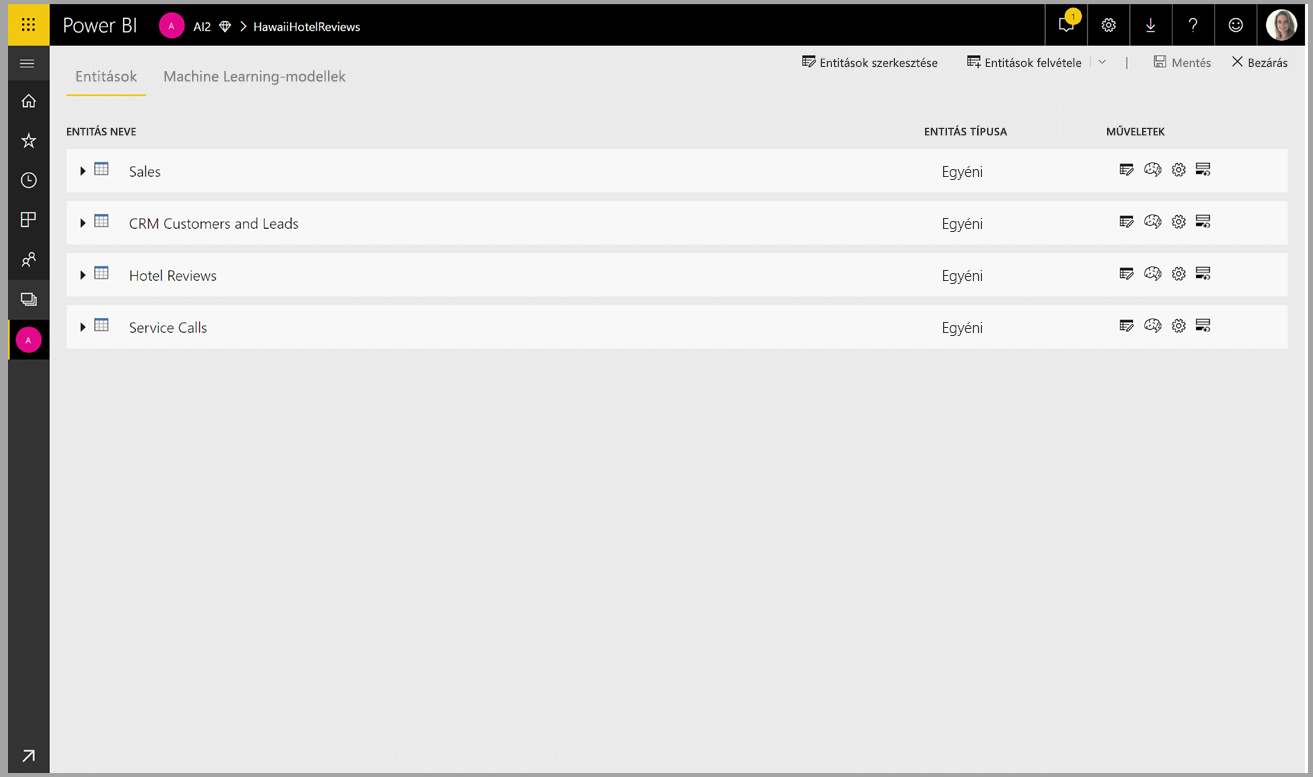 Power BI A AI2 HawaiiHotelReviews 1 ?
Entitások Machine Learning-modellek Entitások szerkesztése Entitások felvétele | Mentés Bezárás
ENTITÁS NEVE ENTITÁS TÍPUSA MŰVELETEK
Sales Egyéni
CRM Customers and Leads Egyéni
Hotel Reviews Egyéni
Service Calls Egyéni
A